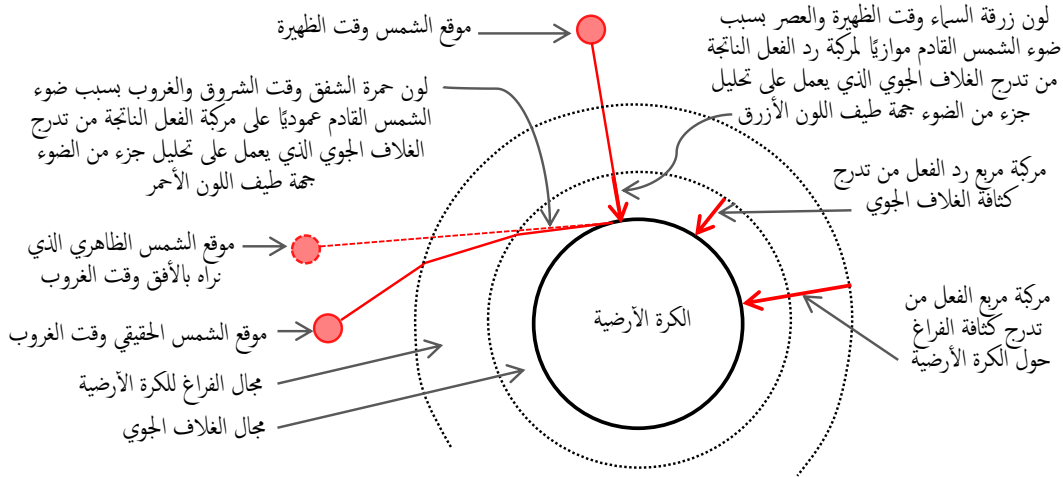 لون زرقة السماء وقت الظهيرة والعصر بسبب
ضوء الشمس القادم موازيًا لمركبة رد الفعل الناتجة
من تدرج الغلاف الجوي الذي يعمل على تحليل
جزء من الضوء جهة طيف اللون الأزرق
موقع الشمس وقت الظهيرة
لون حمرة الشفق وقت الشروق والغروب بسبب ضوء
الشمس القادم عموديًا على مركبة الفعل الناتجة من تدرج
الغلاف الجوي الذي يعمل على تحليل جزء من الضوء
جهة طيف اللون الأحمر
مركبة مربع رد الفعل من تدرج
كثافة الغلاف الجوي
موقع الشمس الظاهري الذي
نراه بالأفق وقت الغروب
مركبة مربع الفعل من
تدرج كثافة الفراغ
حول الكرة الأرضية
الكرة الآرضية
موقع الشمس الحقيقي وقت الغروب
مجال الفراغ للكرة الآرضية
مجال الغلاف الجوي